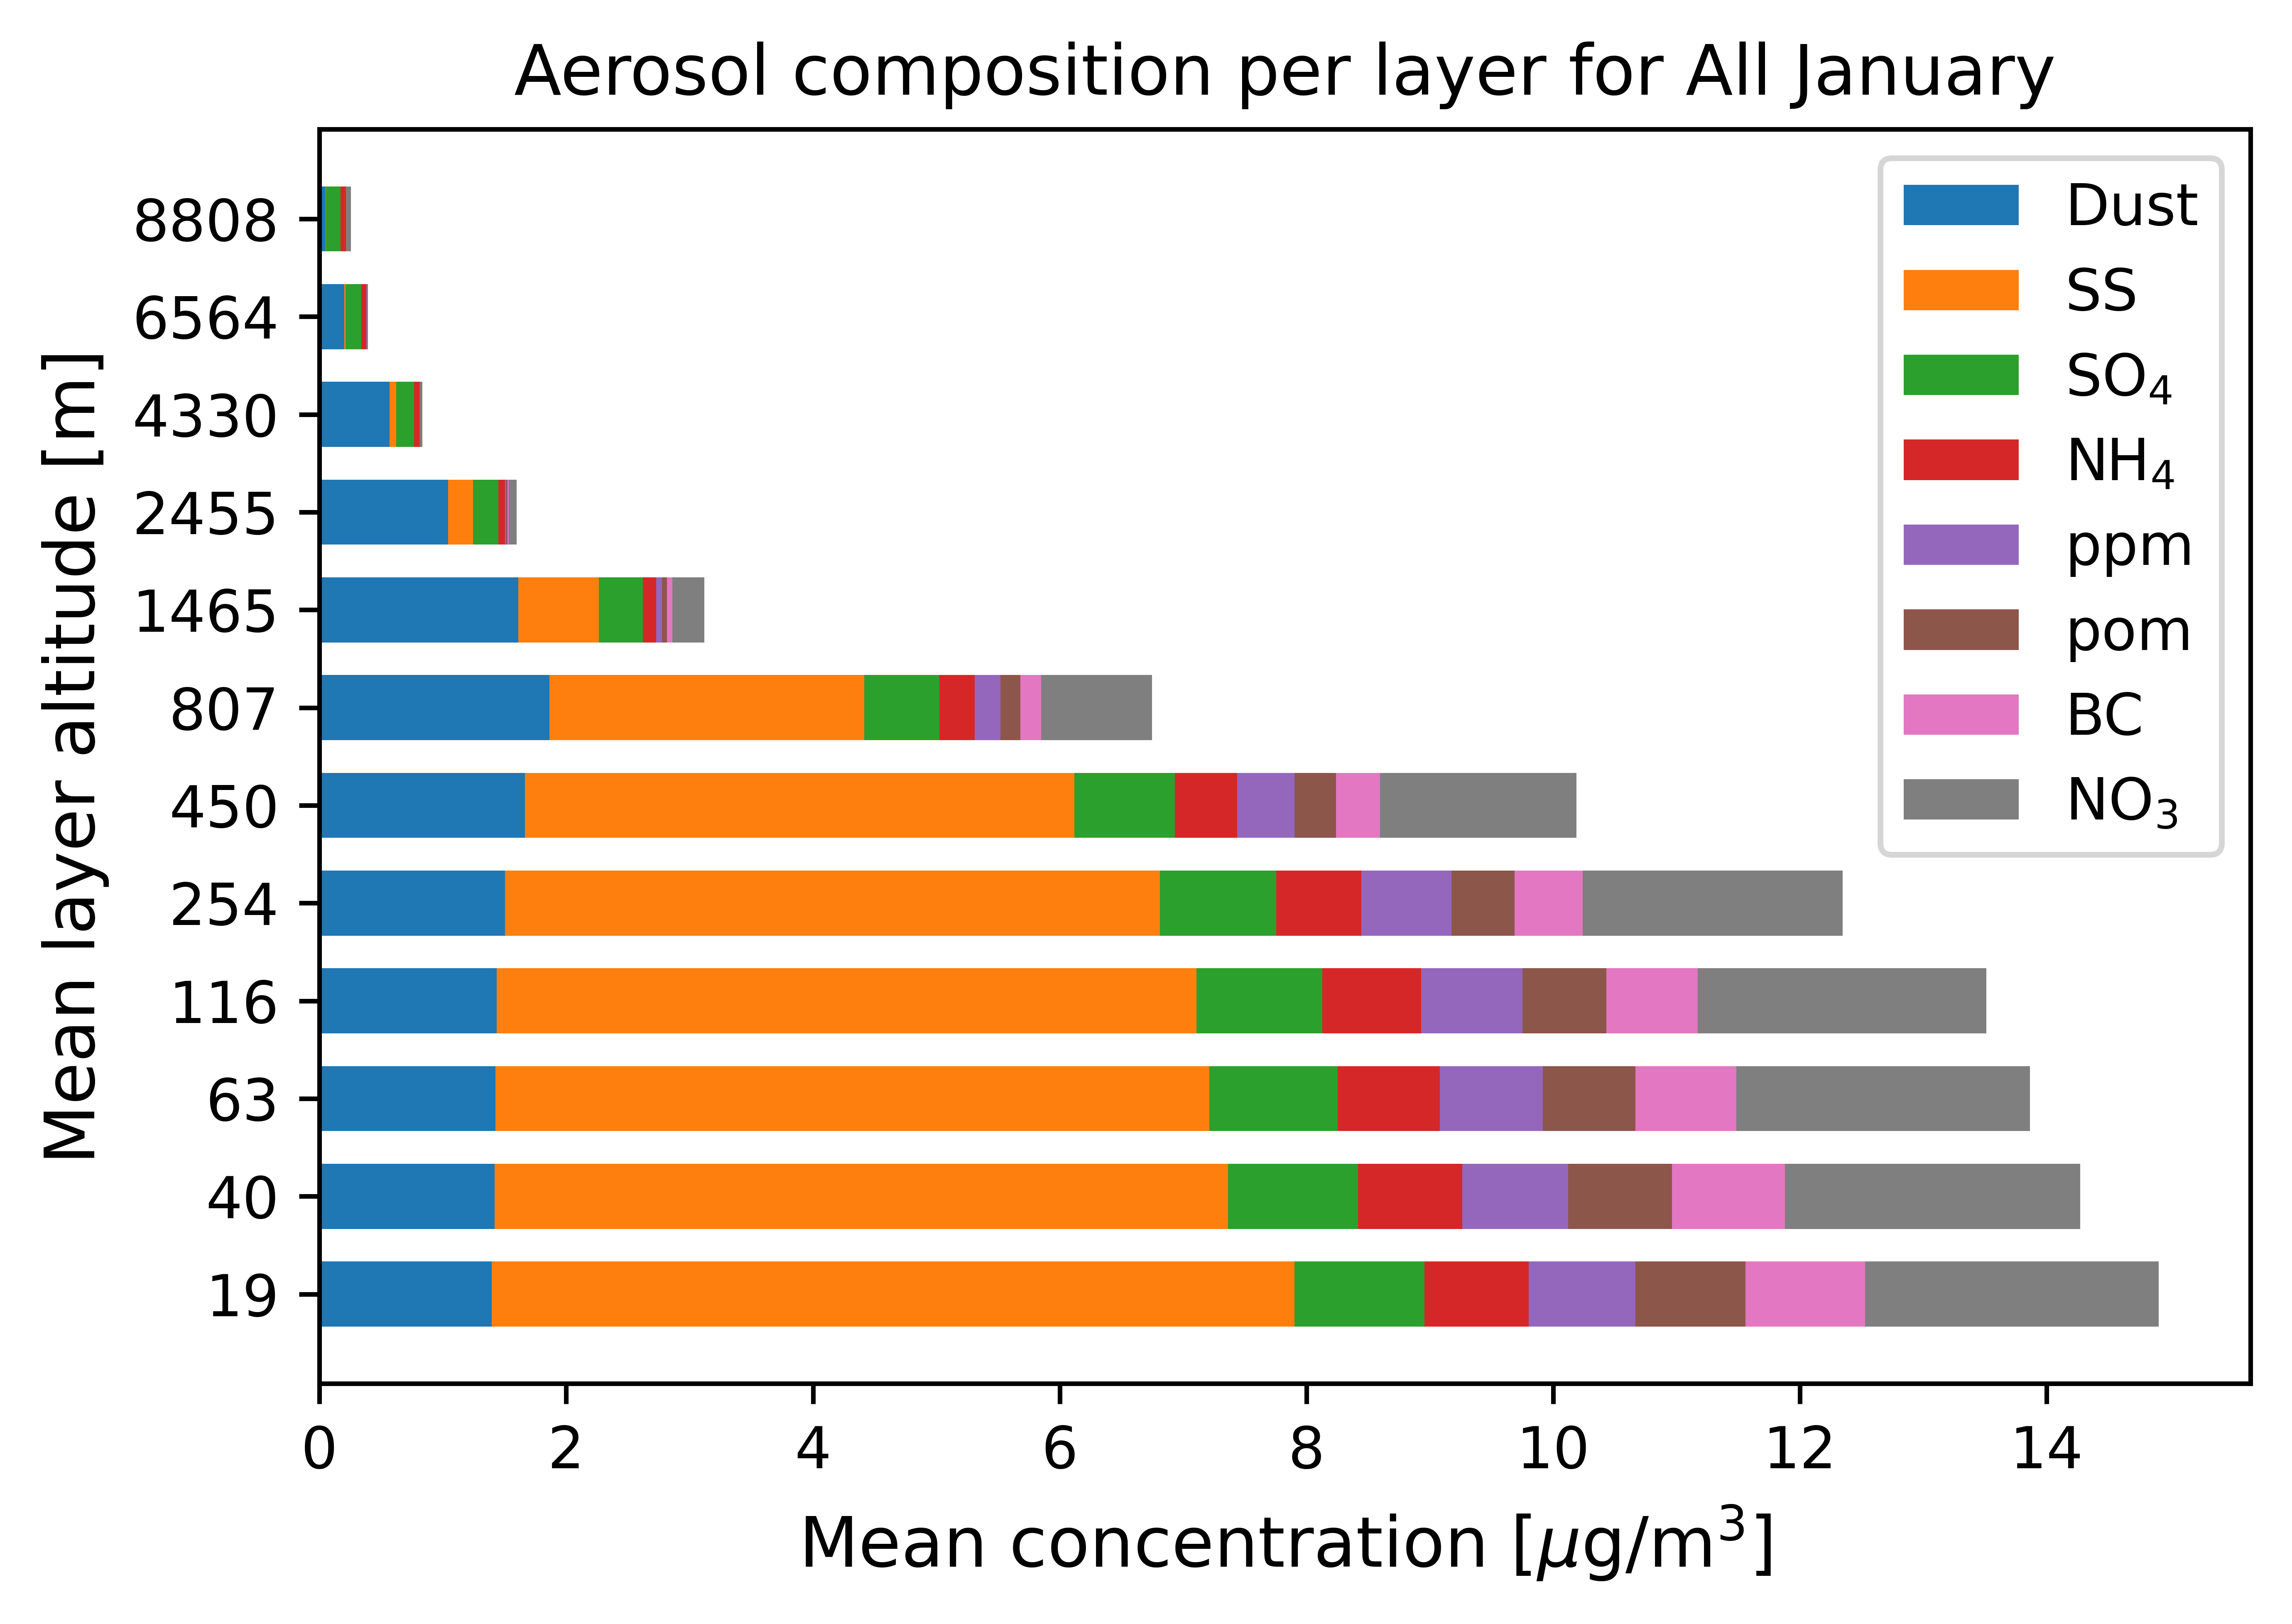 Aerosol composition per layer for All January
Mean layer altitude [m]
8808
6564
4330
2455
1465
807
450
254
116
63
40
19
Dust
SS
SO₄
NH₄
ppm
pom
BC
NO₃
0 2 4 6 8 10 12 14
Mean concentration [μg/m³]